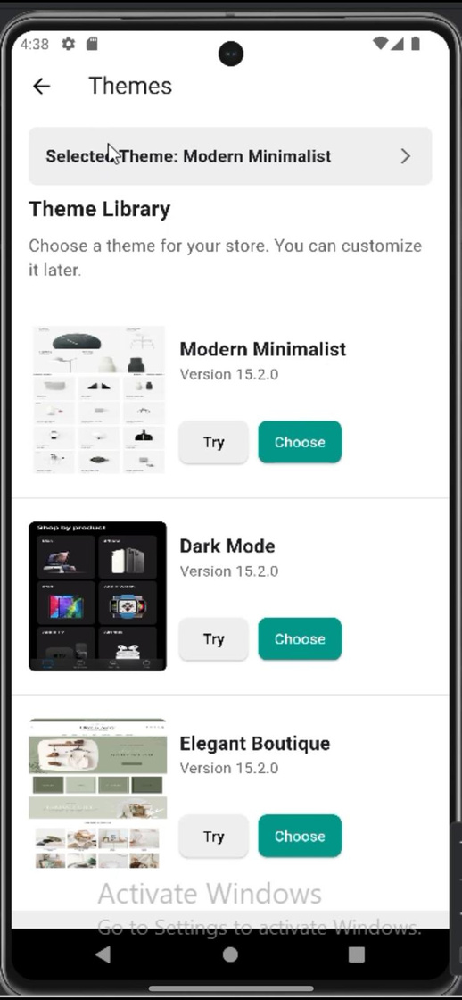 4:38
Themes
Selected Theme: Modern Minimalist
Theme Library
Choose a theme for your store. You can customize
it later.
Modern Minimalist
Version 15.2.0
Try
Choose
Shop by product
Dark Mode
Version 15.2.0
Try
Choose
Elegant Boutique
Version 15.2.0
Try
Choose
Activate Windows
Go to Settings to activate Windows.